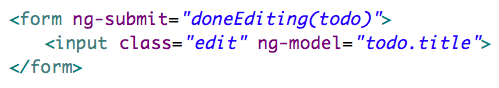 <form ng-submit="doneEditing(todo)">
<input class="edit" ng-model="todo.title">
</form>